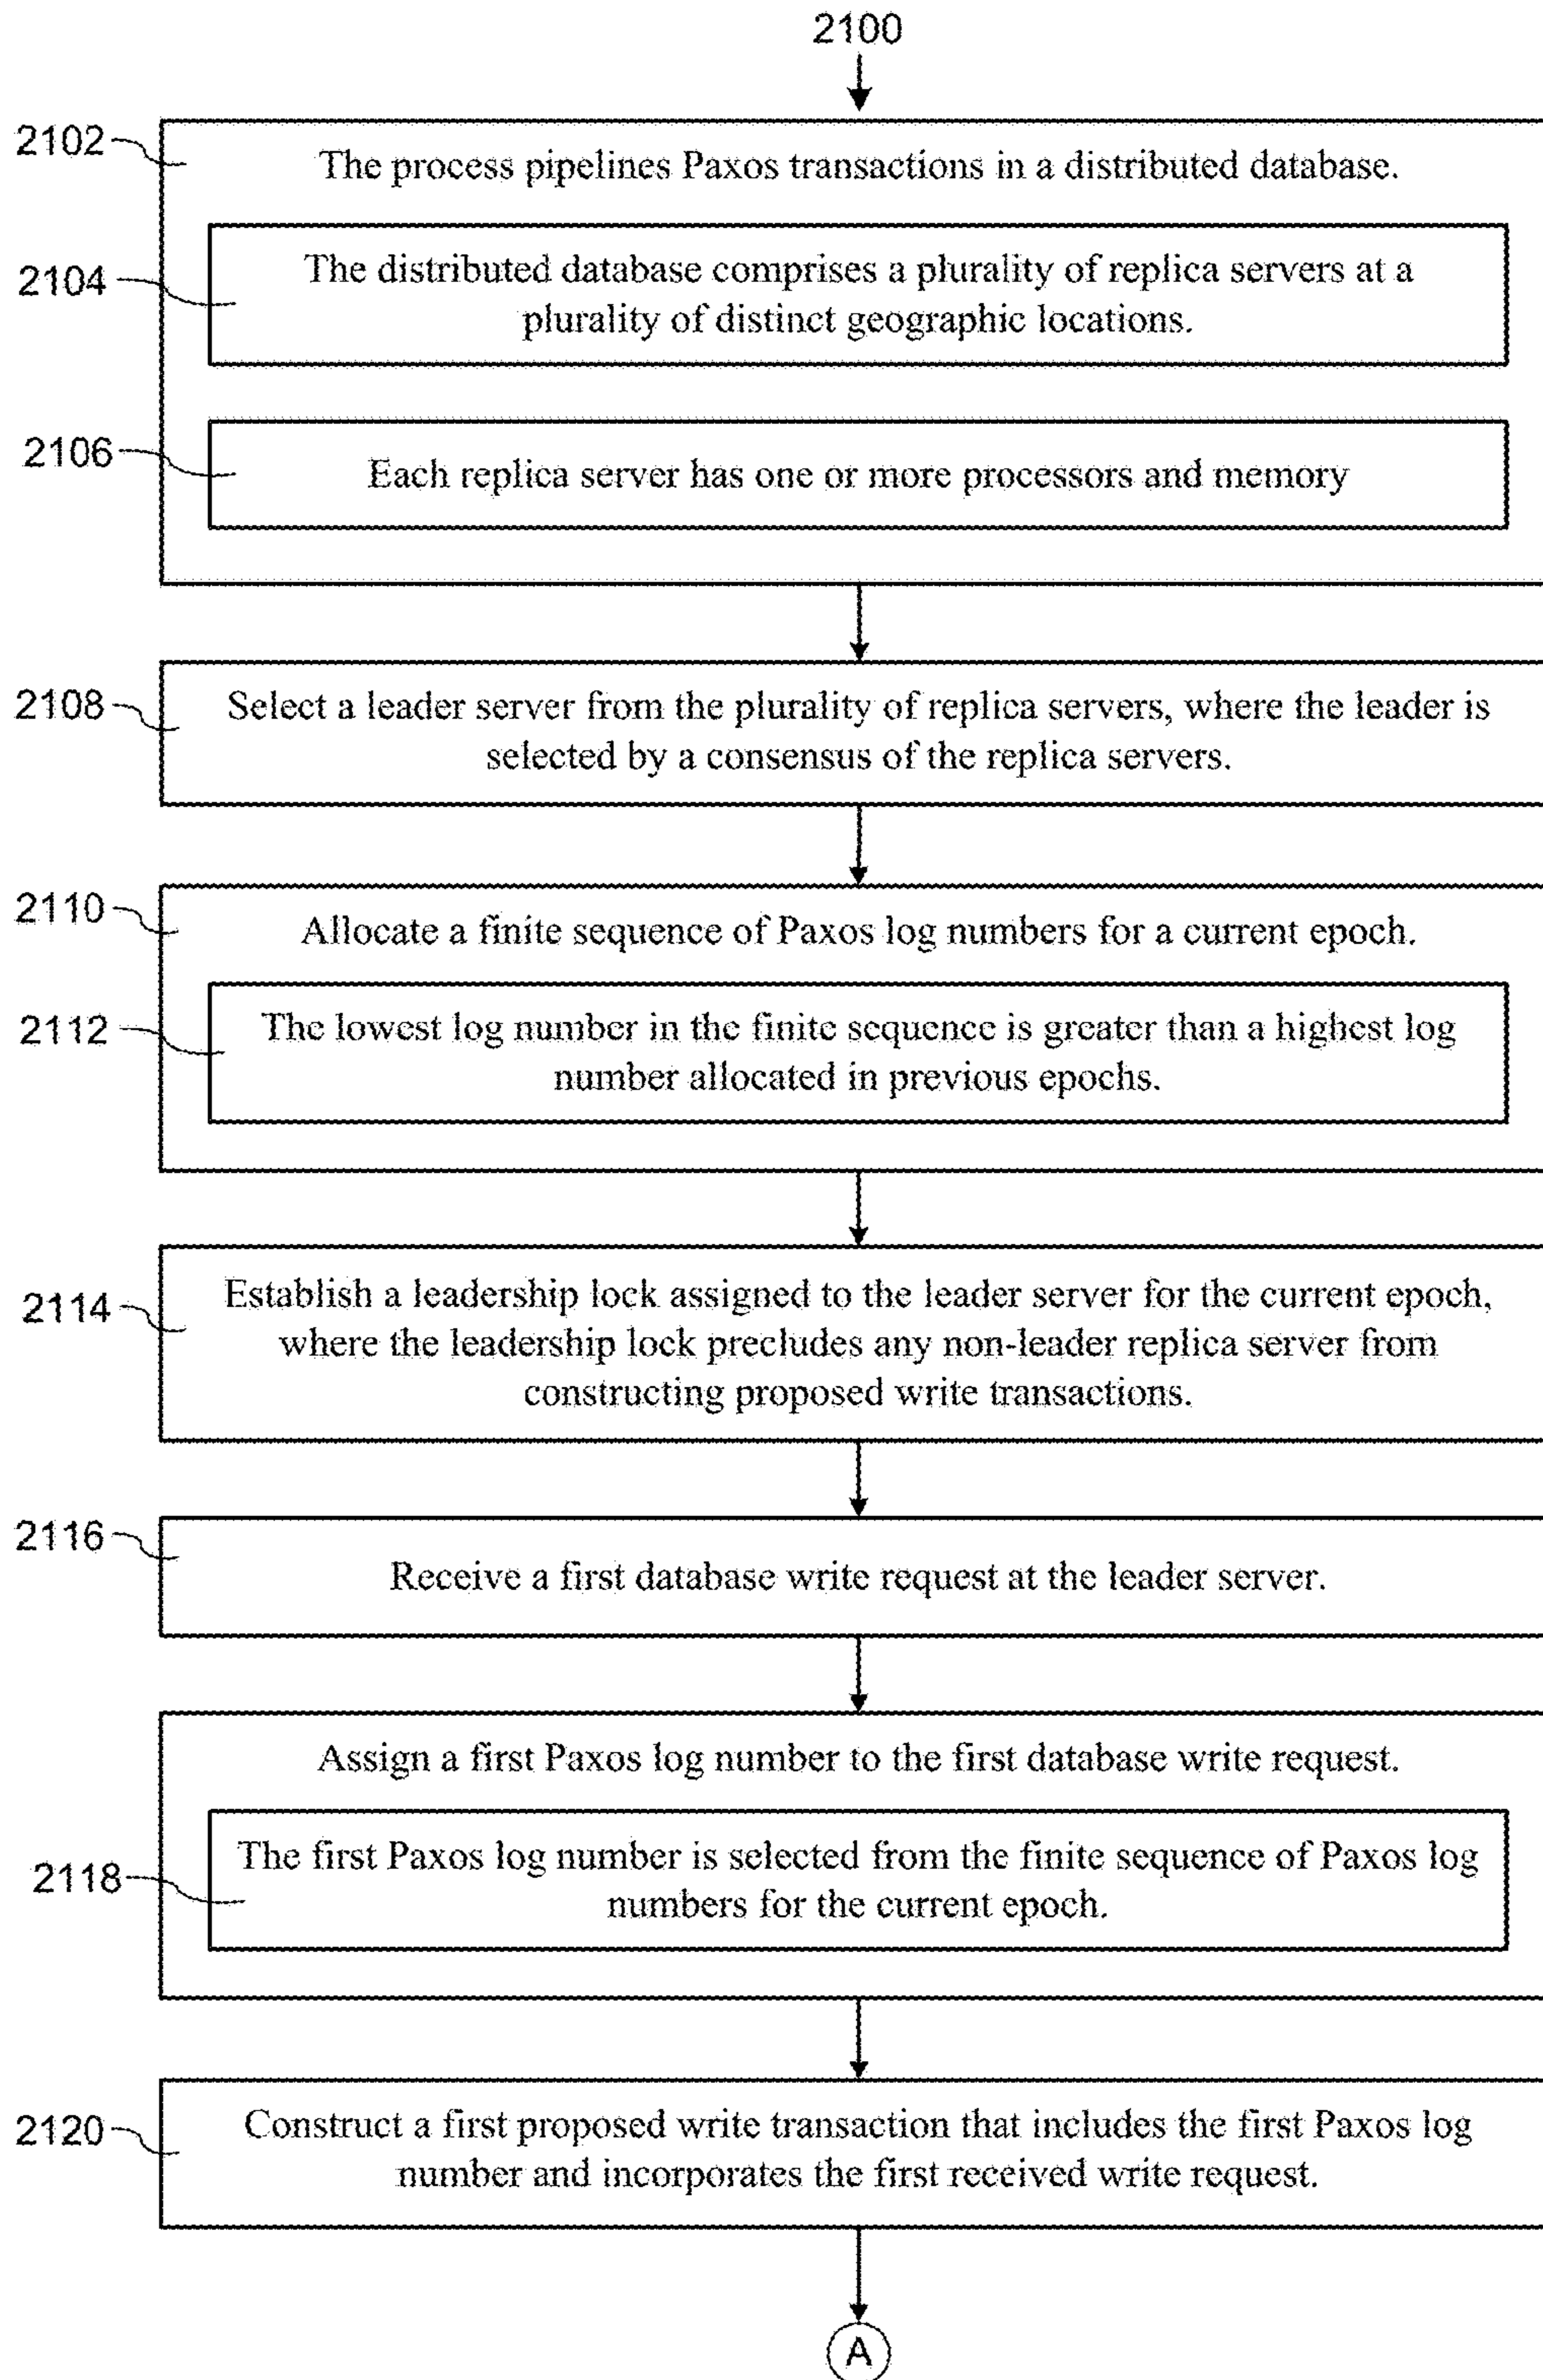 2100
2102
The process pipelines Paxos transactions in a distributed database.
2104
The distributed database comprises a plurality of replica servers at a
plurality of distinct geographic locations.
2106
Each replica server has one or more processors and memory
2108
Select a leader server from the plurality of replica servers, where the leader is
selected by a consensus of the replica servers.
2110
Allocate a finite sequence of Paxos log numbers for a current epoch.
2112
The lowest log number in the finite sequence is greater than a highest log
number allocated in previous epochs.
2114
Establish a leadership lock assigned to the leader server for the current epoch,
where the leadership lock precludes any non-leader replica server from
constructing proposed write transactions.
2116
Receive a first database write request at the leader server.
Assign a first Paxos log number to the first database write request.
2118
The first Paxos log number is selected from the finite sequence of Paxos log
numbers for the current epoch.
2120
Construct a first proposed write transaction that includes the first Paxos log
number and incorporates the first received write request.
A